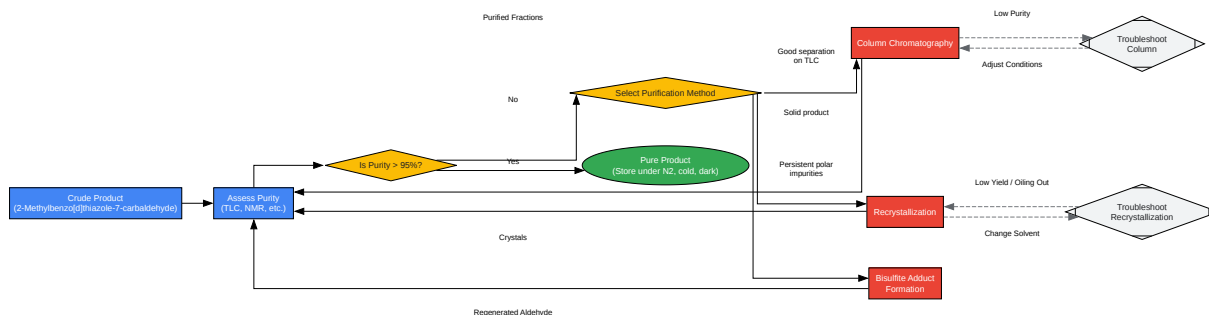 Purified Fractions
Low Purity
Column Chromatography
Troubleshoot
Column
Good separation
on TLC
Adjust Conditions
Select Purification Method
No
Solid product
Is Purity > 95%?
Yes
Pure Product
(Store under N2, cold, dark)
Persistent polar
impurities
Crude Product
(2-Methylbenzo[d]thiazole-7-carbaldehyde)
Assess Purity
(TLC, NMR, etc.)
Low Yield / Oiling Out
Recrystallization
Troubleshoot
Recrystallization
Change Solvent
Crystals
Bisulfite Adduct
Formation
Regenerated Aldehyde